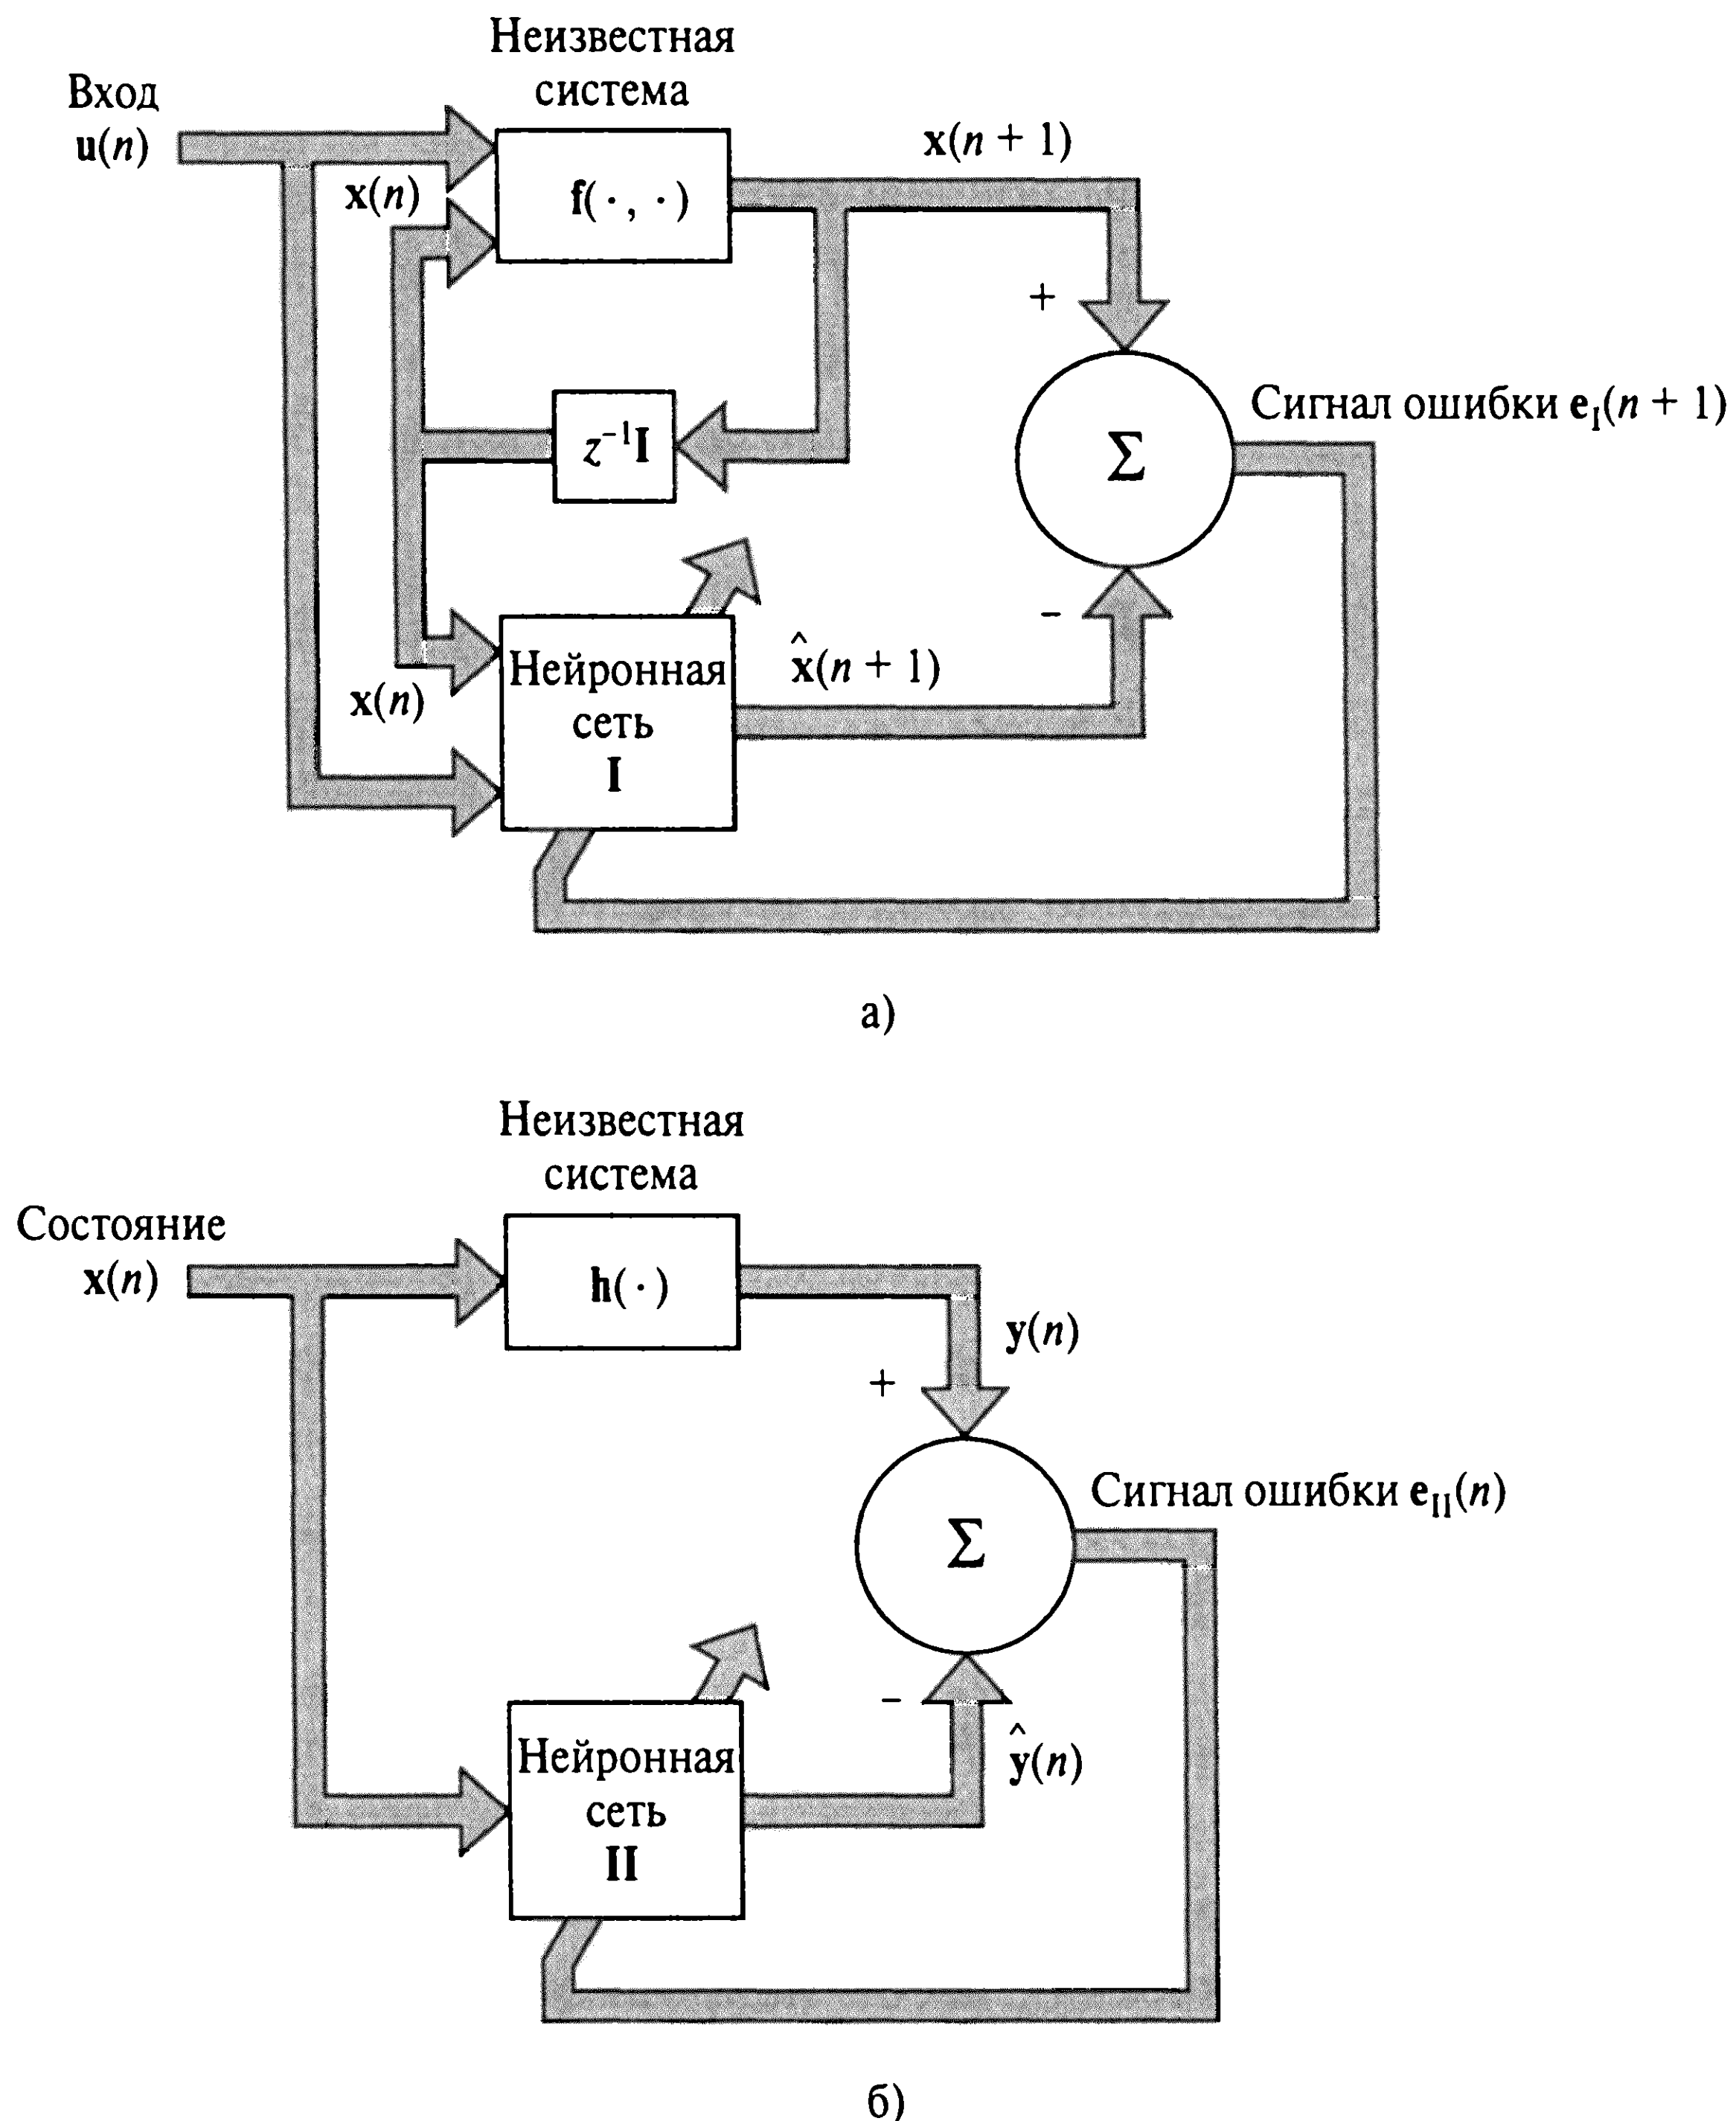 Неизвестная
система
Вход
u(n)
x(n + 1)
x(n)
f( · , · )
+
Сигнал ошибки e_I(n + 1)
z⁻¹I
Σ
-
Нейронная
сеть
I
x̂(n + 1)
x(n)
а)
Неизвестная
система
Состояние
x(n)
h( · )
y(n)
+
Сигнал ошибки e_II(n)
Σ
-
Нейронная
сеть
II
ŷ(n)
б)